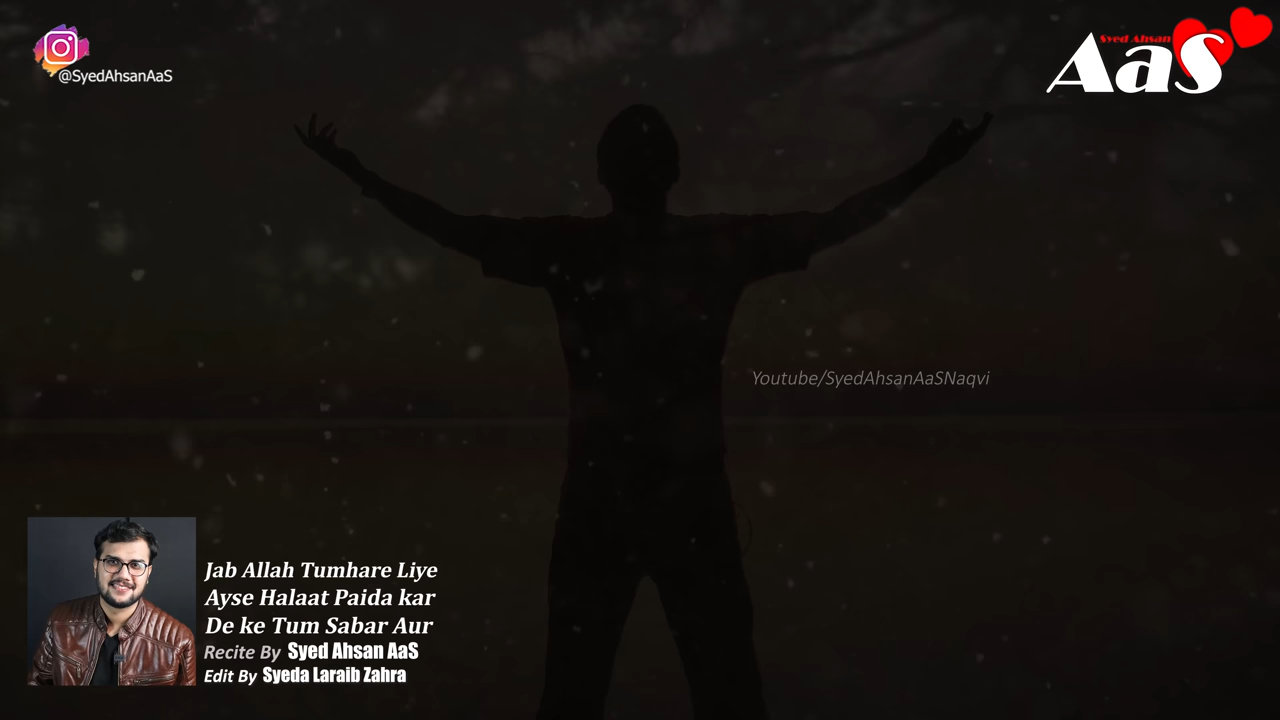 @SyedAhsanAaS
Syed Ahsan
AaS
Youtube/SyedAhsanAaSNaqvi
Jab Allah Tumhare Liye
Ayse Halaat Paida kar
De ke Tum Sabar Aur
Recite By Syed Ahsan AaS
Edit By Syeda Laraib Zahra